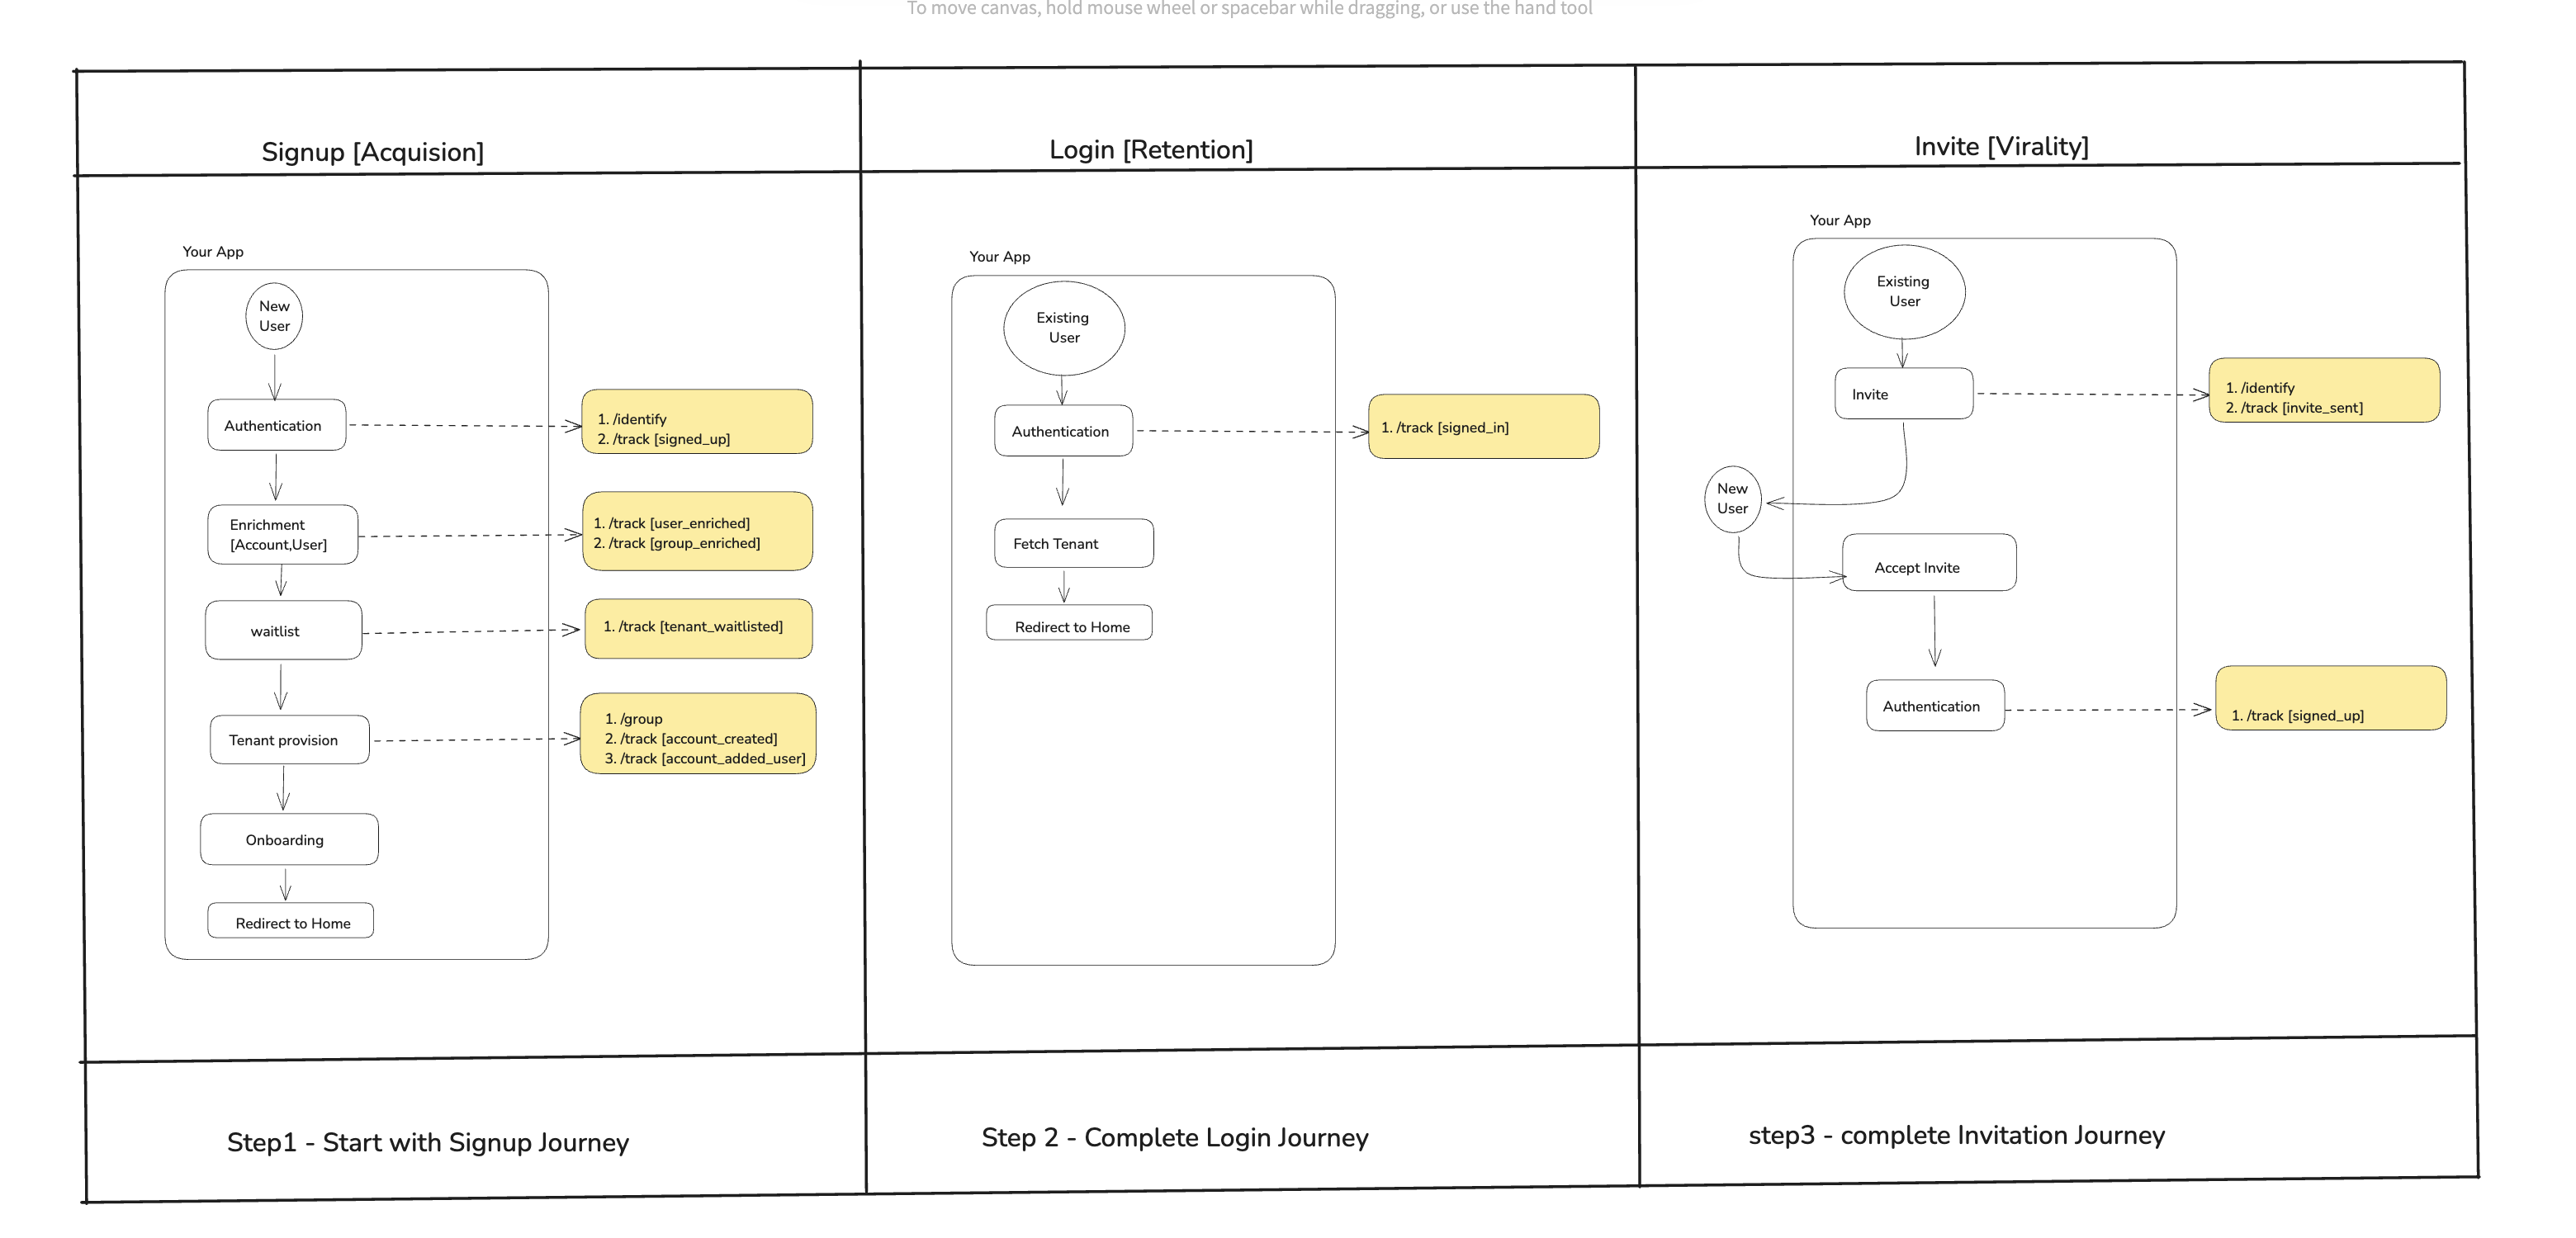 To move canvas, hold mouse wheel or spacebar while dragging, or use the hand tool
Signup [Acquision]
Login [Retention]
Invite [Virality]
Your App
New
User
Authentication
1. /identify
2. /track [signed_up]
Enrichment
[Account,User]
1. /track [user_enriched]
2. /track [group_enriched]
waitlist
1. /track [tenant_waitlisted]
Tenant provision
1. /group
2. /track [account_created]
3. /track [account_added_user]
Onboarding
Redirect to Home
Your App
Existing
User
Authentication
1. /track [signed_in]
Fetch Tenant
Redirect to Home
Your App
Existing
User
Invite
1. /identify
2. /track [invite_sent]
New
User
Accept Invite
Authentication
1. /track [signed_up]
Step1 - Start with Signup Journey
Step 2 - Complete Login Journey
step3 - complete Invitation Journey